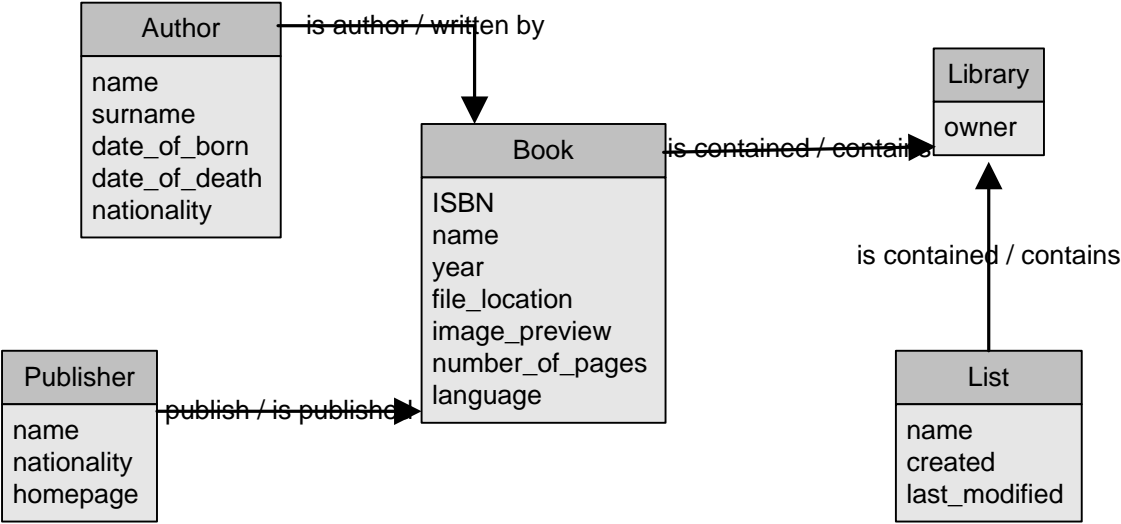 Author
name
surname
date_of_born
date_of_death
nationality
is author / written by
Book
ISBN
name
year
file_location
image_preview
number_of_pages
language
is contained / contains
Library
owner
is contained / contains
Publisher
name
nationality
homepage
publish / is published
List
name
created
last_modified